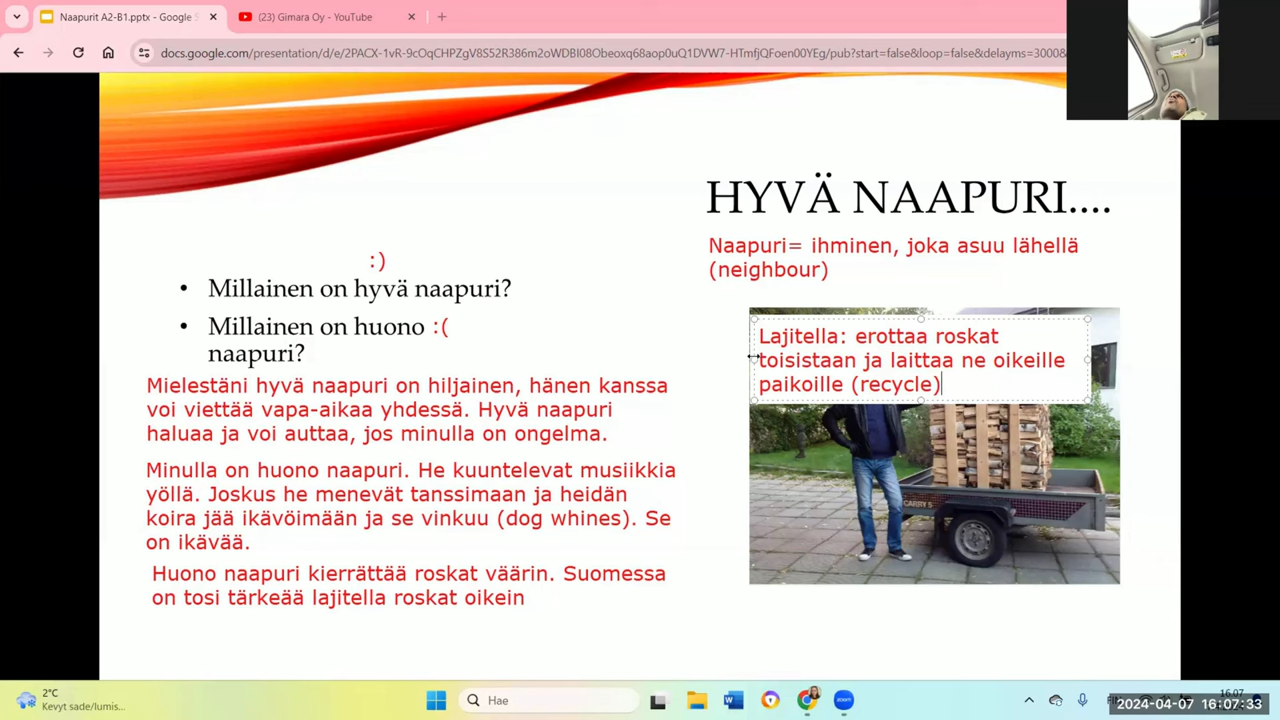 Naapurit A2-B1.pptx - Google S
(23) Gimara Oy - YouTube
docs.google.com/presentation/d/e/2PACX-1vR-9cOqCHPZgV8S52RN86m2oWDBI08Obeoxq68aop0uQ1DVW7-HTmfjQFoen00YEg/pub?start=false&loop=false&delayms=3000&
HYVÄ NAAPURI....
Naapuri= ihminen, joka asuu lähellä
(neighbour)
:)
• Millainen on hyvä naapuri?
• Millainen on huono :(
naapuri?
Mielestäni hyvä naapuri on hiljainen, hänen kanssa
voi viettää vapa-aikaa yhdessä. Hyvä naapuri
haluaa ja voi auttaa, jos minulla on ongelma.
Minulla on huono naapuri. He kuuntelevat musiikkia
yöllä. Joskus he menevät tanssimaan ja heidän
koira jää ikävöimään ja se vinkuu (dog whines). Se
on ikävää.
Huono naapuri kierrättää roskat väärin. Suomessa
on tosi tärkeää lajitella roskat oikein
Lajitella: erottaa roskat
toisistaan ja laittaa ne oikeille
paikoille (recycle)
CARRY 5
2°C
Kevyt sade/lumis...
Hae
16.07
2024-04-07 16:07:33